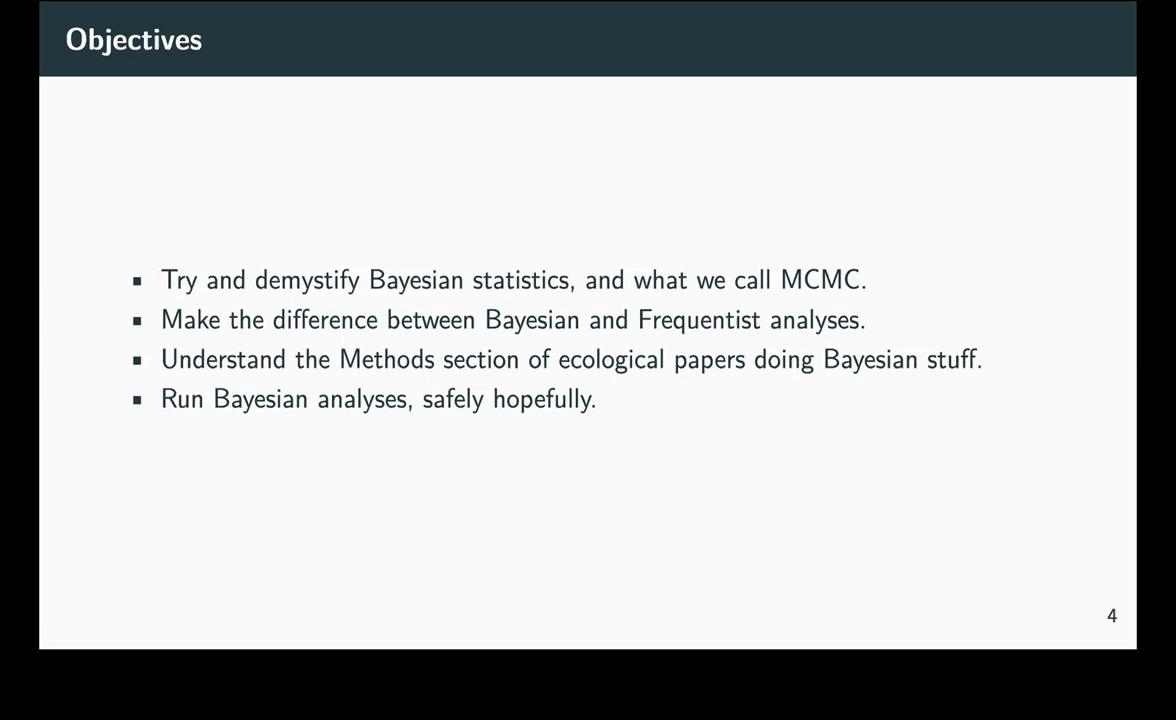 Objectives
▪ Try and demystify Bayesian statistics, and what we call MCMC.
▪ Make the difference between Bayesian and Frequentist analyses.
▪ Understand the Methods section of ecological papers doing Bayesian stuff.
▪ Run Bayesian analyses, safely hopefully.
4